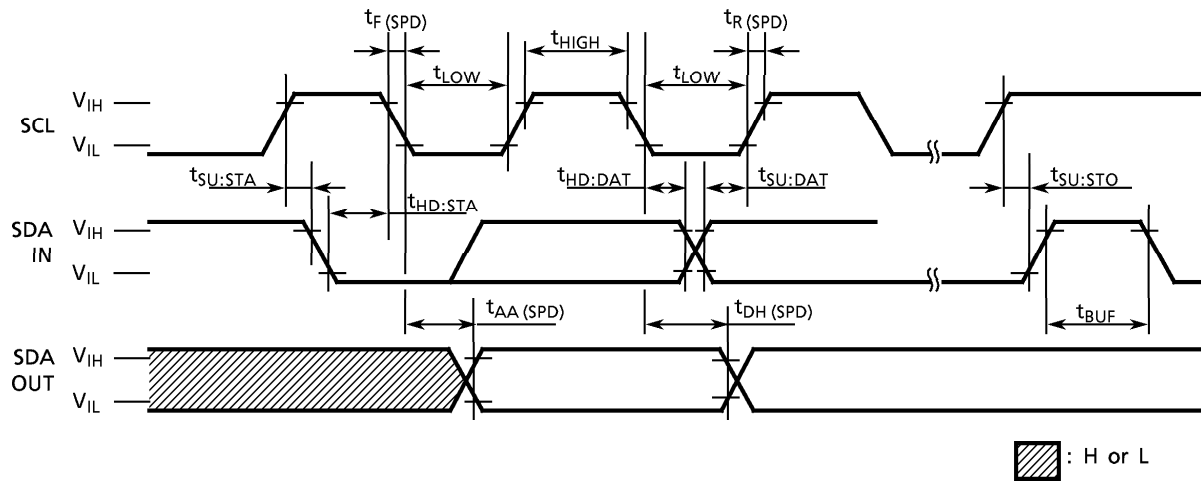 tF (SPD)
tR (SPD)
tHIGH
tLOW
tLOW
SCL
VIH
VIL
tSU:STA
tHD:STA
tHD:DAT
tSU:DAT
tSU:STO
SDA
IN
VIH
VIL
tAA (SPD)
tDH (SPD)
tBUF
SDA
OUT
VIH
VIL
: H or L